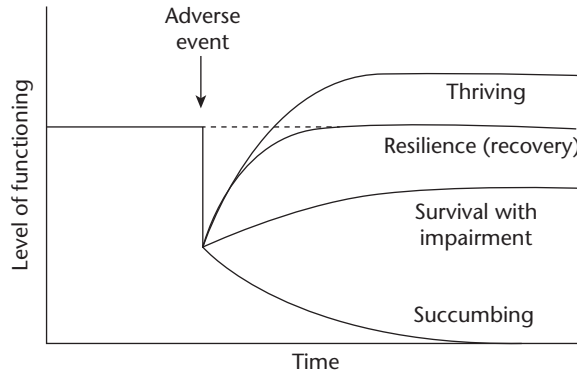 Adverse
event
Thriving
Resilience (recovery)
Survival with
impairment
Succumbing
Level of functioning
Time